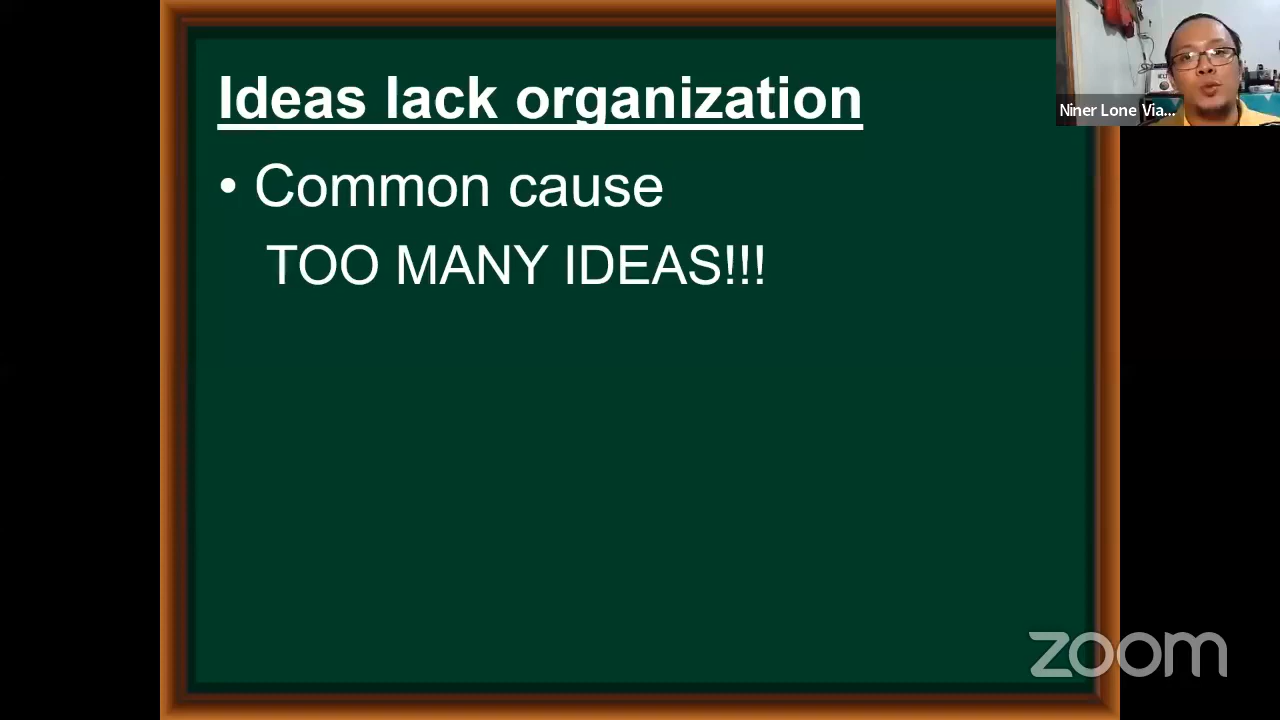 Ideas lack organization
• Common cause
TOO MANY IDEAS!!!
Niner Lone Via...
zoom